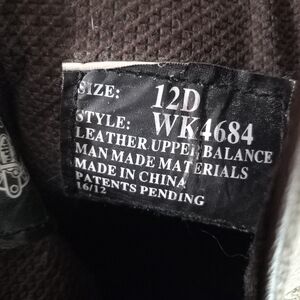 SIZE: 12D
STYLE: WK4684
LEATHER UPPER BALANCE
MAN MADE MATERIALS
MADE IN CHINA
PATENTS PENDING
16/12